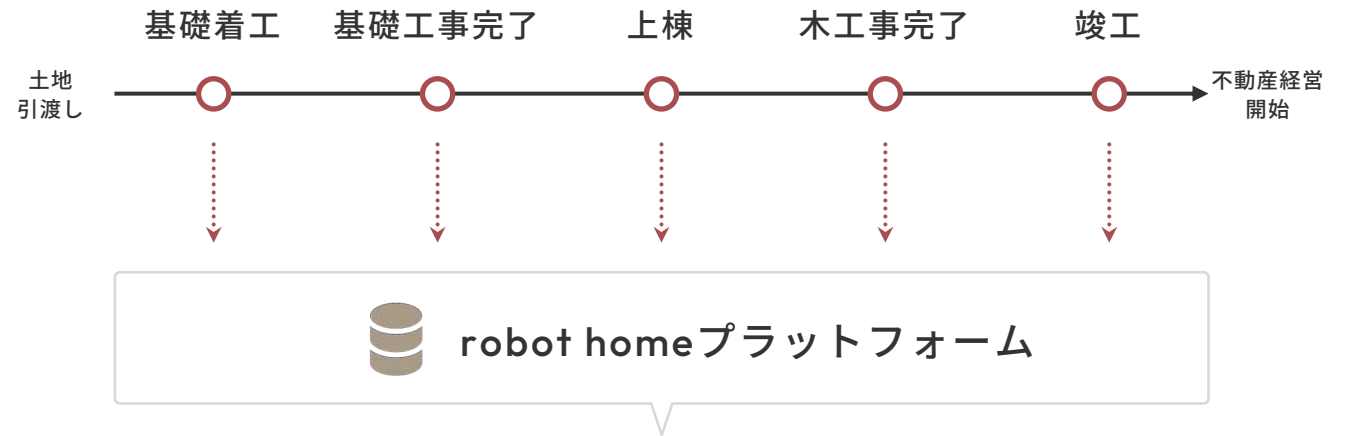 基礎着工
基礎工事完了
上棟
木工事完了
竣工
土地
引渡し
不動産経営
開始
robot homeプラットフォーム